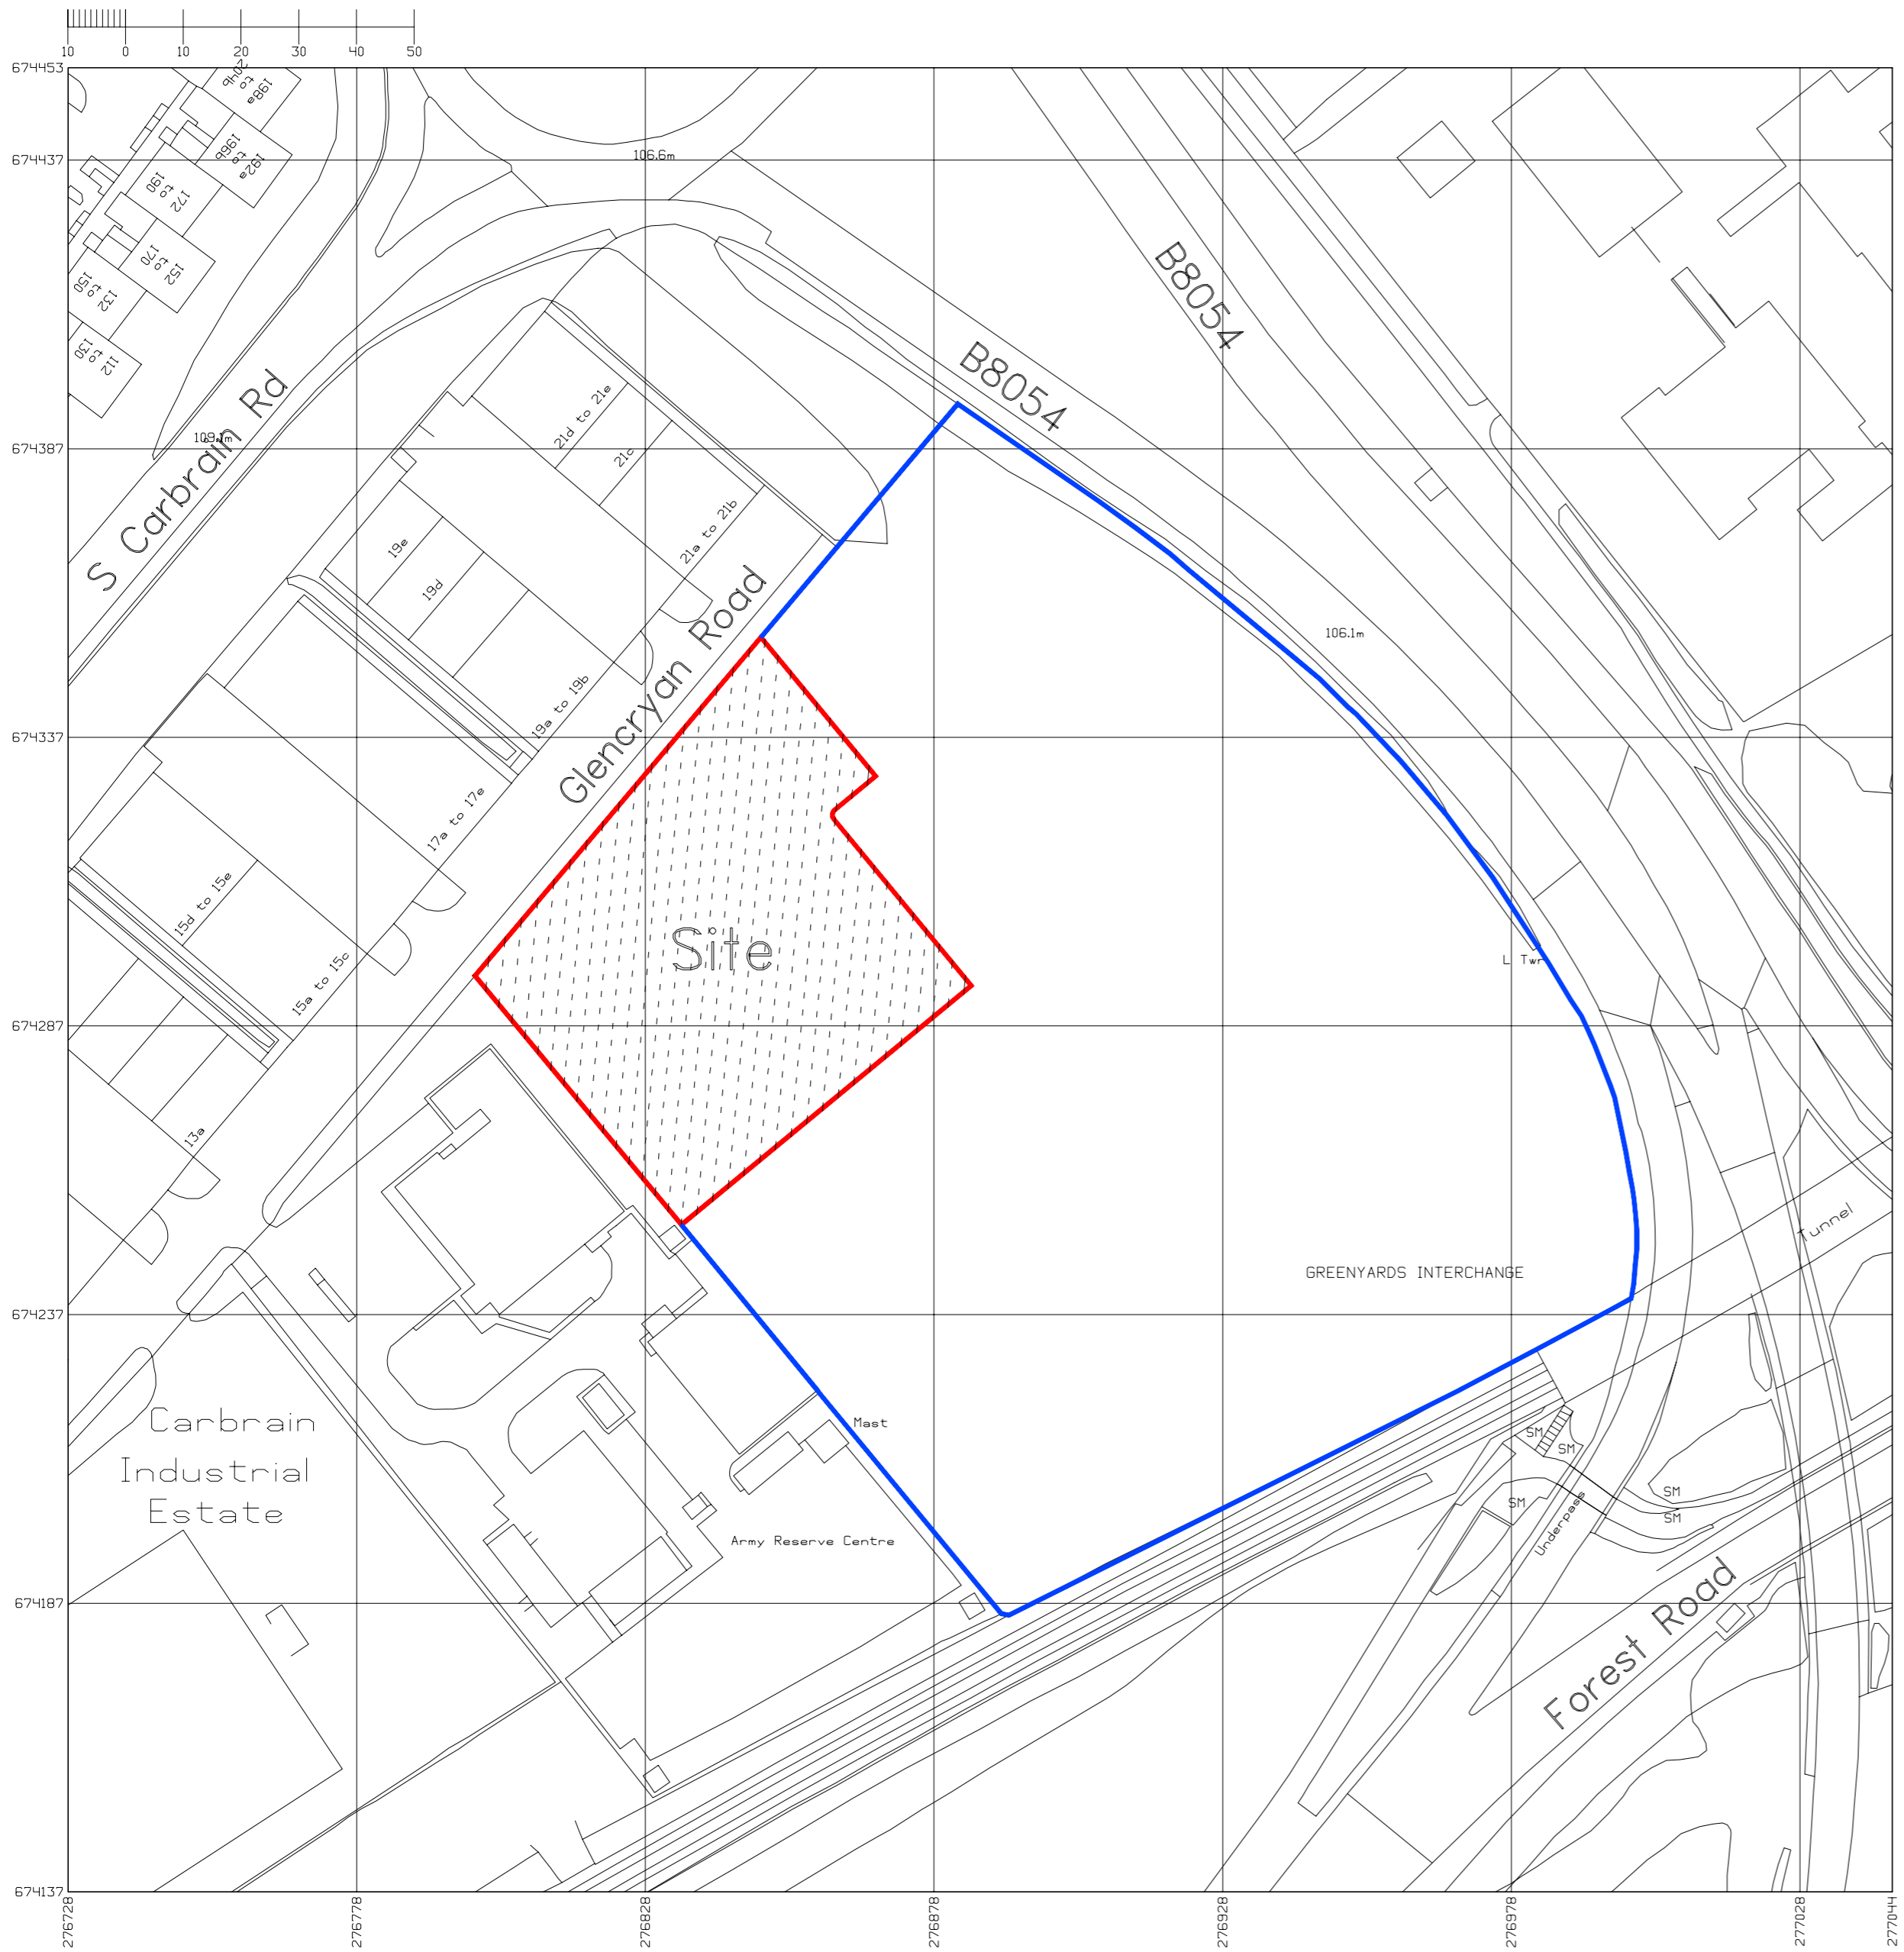 10 0 10 20 30 40 50
674453
204b
to
198a
674437
196b
to
192a
106.6m
190
to
172
170
to
152
150
to
132
130
to
112
B8054
B8054
S Carbrain Rd
109.1m
674387
21d to 21e
21c
21a to 21b
19e
19d
19a to 19b
Glencryan Road
106.1m
674337
17a to 17e
15d to 15e
15a to 15c
Site
L Twr
674287
13a
Tunnel
GREENYARDS INTERCHANGE
674237
Carbrain
Industrial
Estate
Mast
SM
SM
SM
SM
SM
Underpass
Army Reserve Centre
674187
Forest Road
674137
276728
276778
276828
276878
276928
276978
277028
277044